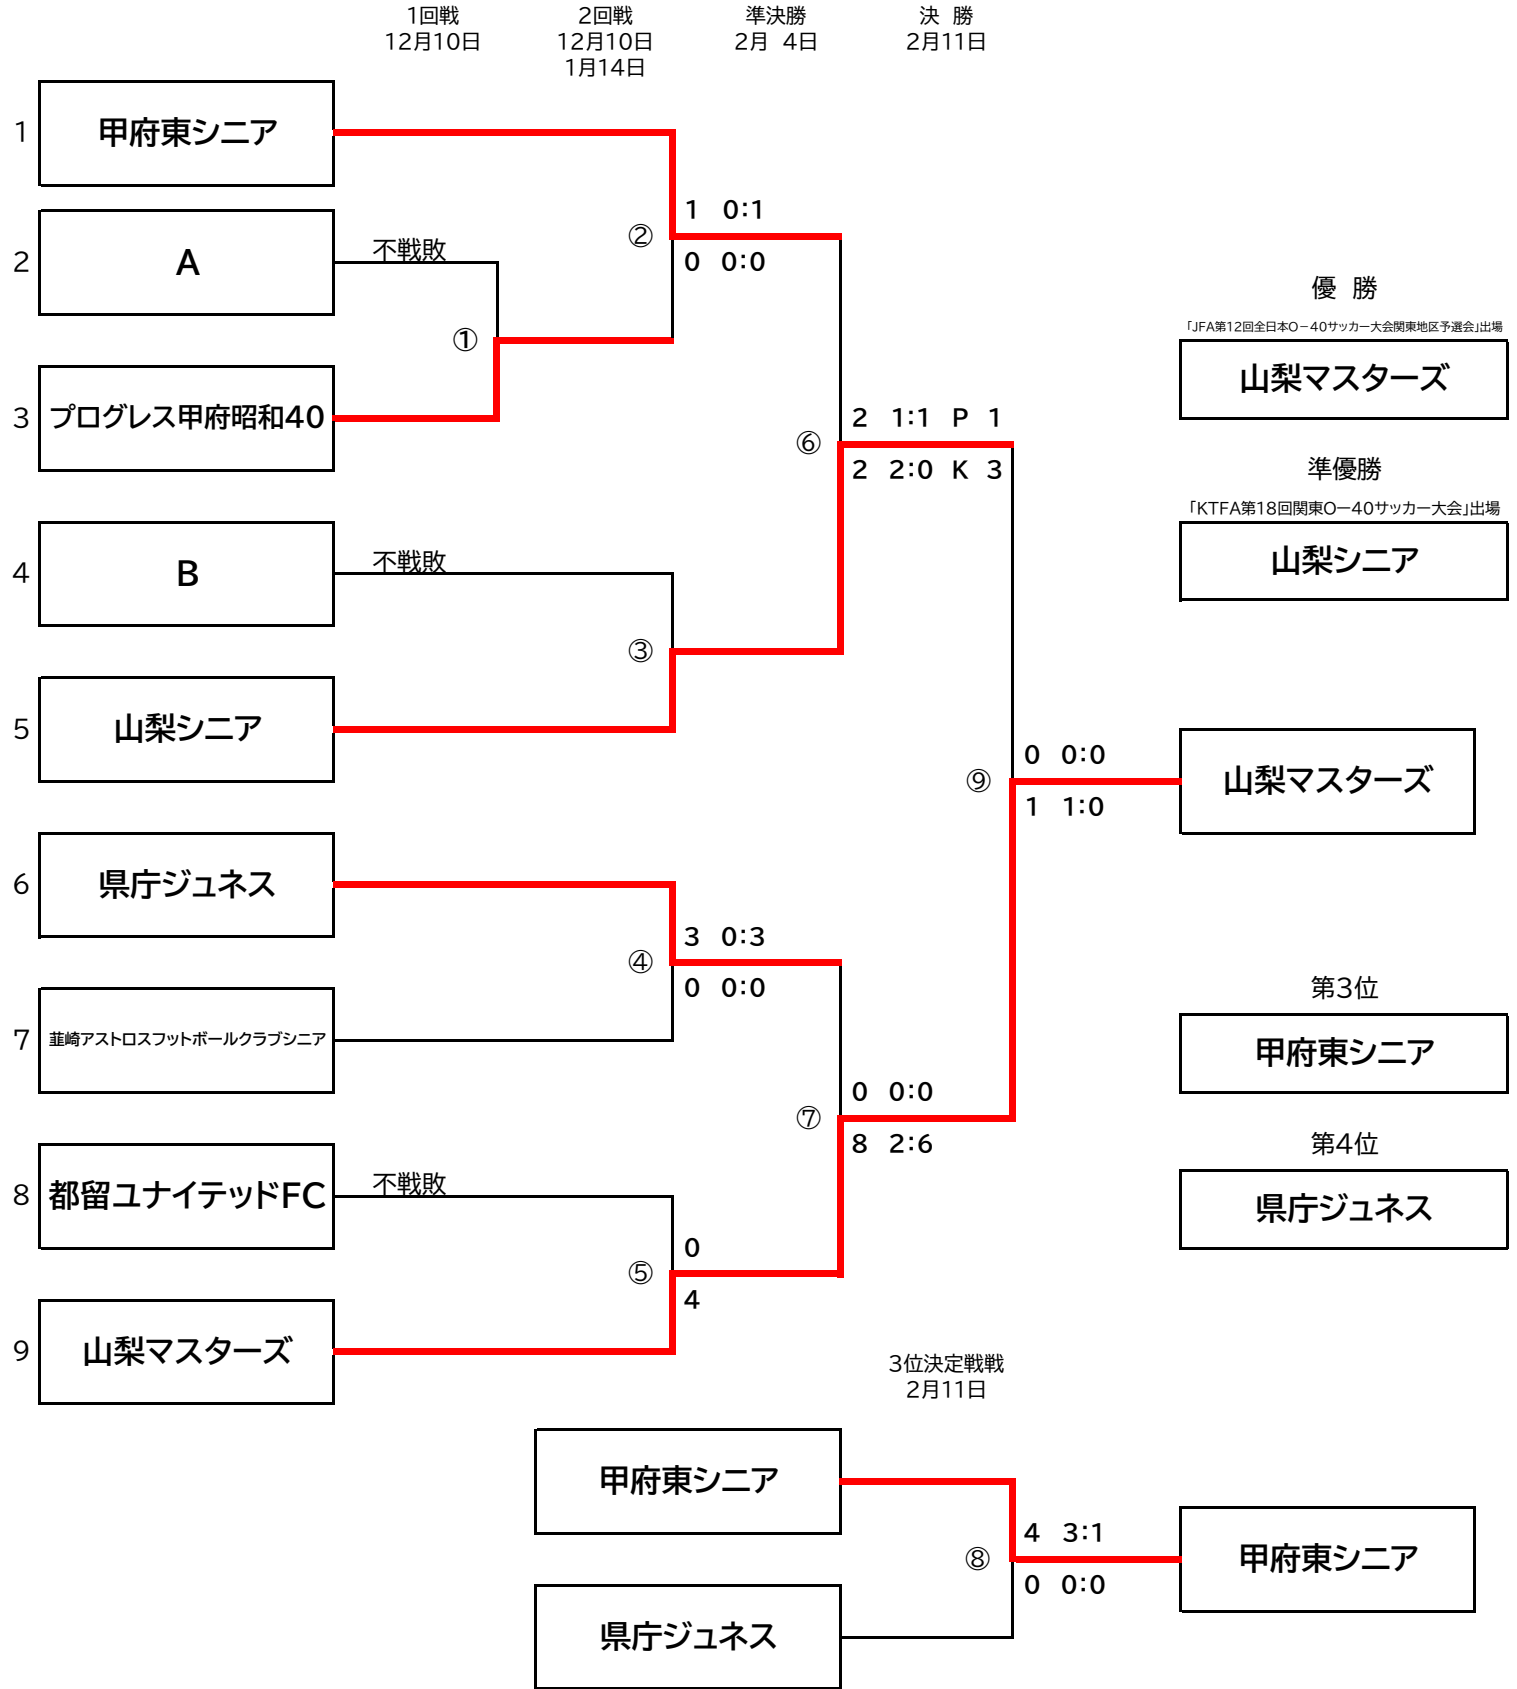 1回戦
12月10日
2回戦
12月10日
1月14日
準決勝
2月 4日
決 勝
2月11日
1 甲府東シニア
2 A 不戦敗
3 プログレス甲府昭和40
4 B 不戦敗
5 山梨シニア
6 県庁ジュネス
7 韮崎アストロスフットボールクラブシニア
8 都留ユナイテッドFC 不戦敗
9 山梨マスターズ
①
②
1 0:1
0 0:0
③
④
3 0:3
0 0:0
⑤
0
4
⑥
2 1:1 P 1
2 2:0 K 3
⑦
0 0:0
8 2:6
⑨
0 0:0
1 1:0
山梨マスターズ
優 勝
「JFA第12回全日本O－40サッカー大会関東地区予選会」出場
山梨マスターズ
準優勝
「KTFA第18回関東Oー40サッカー大会」出場
山梨シニア
第3位
甲府東シニア
第4位
県庁ジュネス
3位決定戦戦
2月11日
甲府東シニア
県庁ジュネス
⑧
4 3:1
0 0:0
甲府東シニア